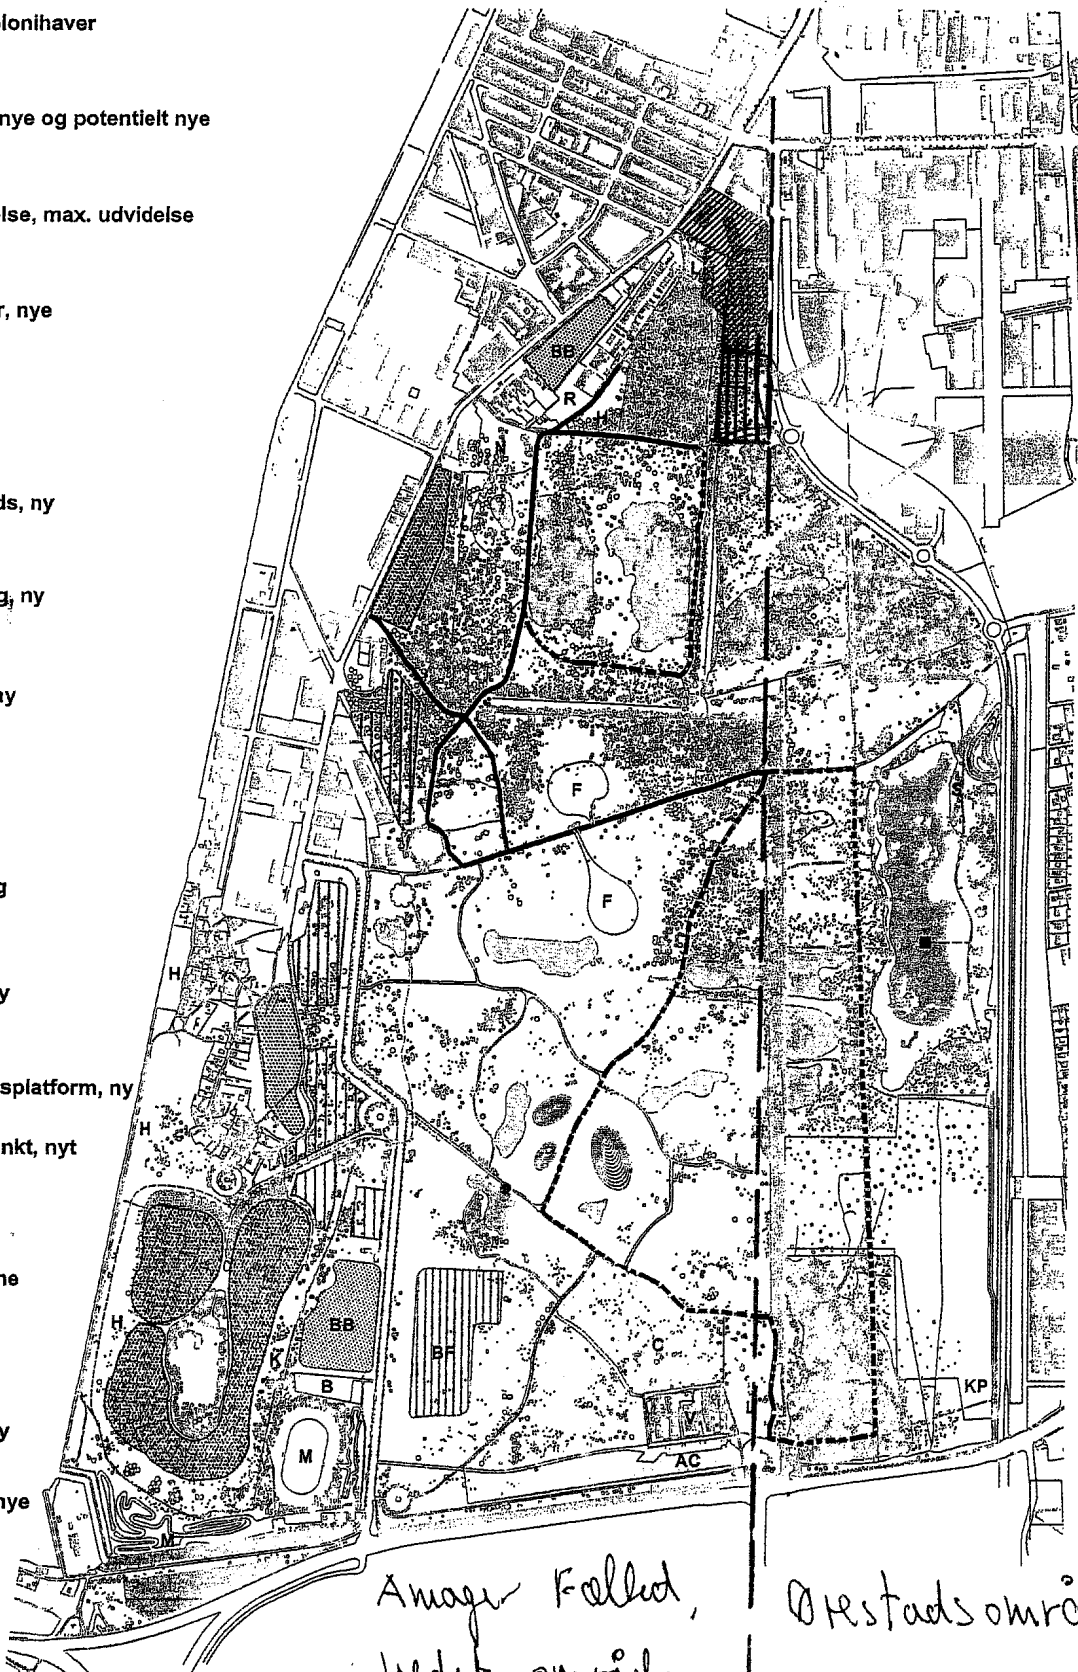 lonihaver
nye og potentielt nye
lse, max. udvidelse
r, nye
ds, ny
g, ny
ny
g
y
splatform, ny
nkt, nyt
ne
y
nye
BB
R
H
F
F
S
H
H
H
K
BB
B
BF
C
V
L
KP
M
AC
M
Amager Fælled,
Ørestadsområ